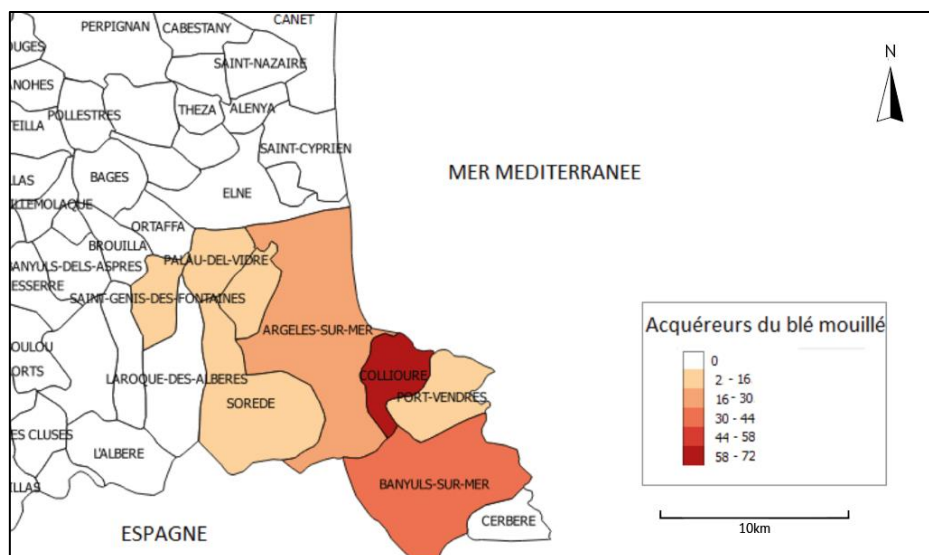 PERPIGNAN
CABESTANY
CANET
OUGES
SAINT-NAZAIRE
ANOHES
POLLESTRES
THEZA
ALENYA
TEILLA
SAINT-CYPRIEN
MER MEDITERRANEE
LAS
BAGES
ELNE
ILLEMOLAQUE
ORTAFFA
BROUILLA
BANYULS-DELS-ASPRES
PALAU-DEL-VIDRE
ESSERRE
SAINT-GENIS-DES-FONTAINES
ARGELES-SUR-MER
OULOU
ORTS
LAROQUE-DES-ALBERES
COLLIOURE
SOREDE
PORT-VENDRES
ES CLUSES
L'ALBERE
ILLAS
BANYULS-SUR-MER
CERBERE
ESPAGNE
N
Acquéreurs du blé mouillé
0
2 - 16
16 - 30
30 - 44
44 - 58
58 - 72
10km